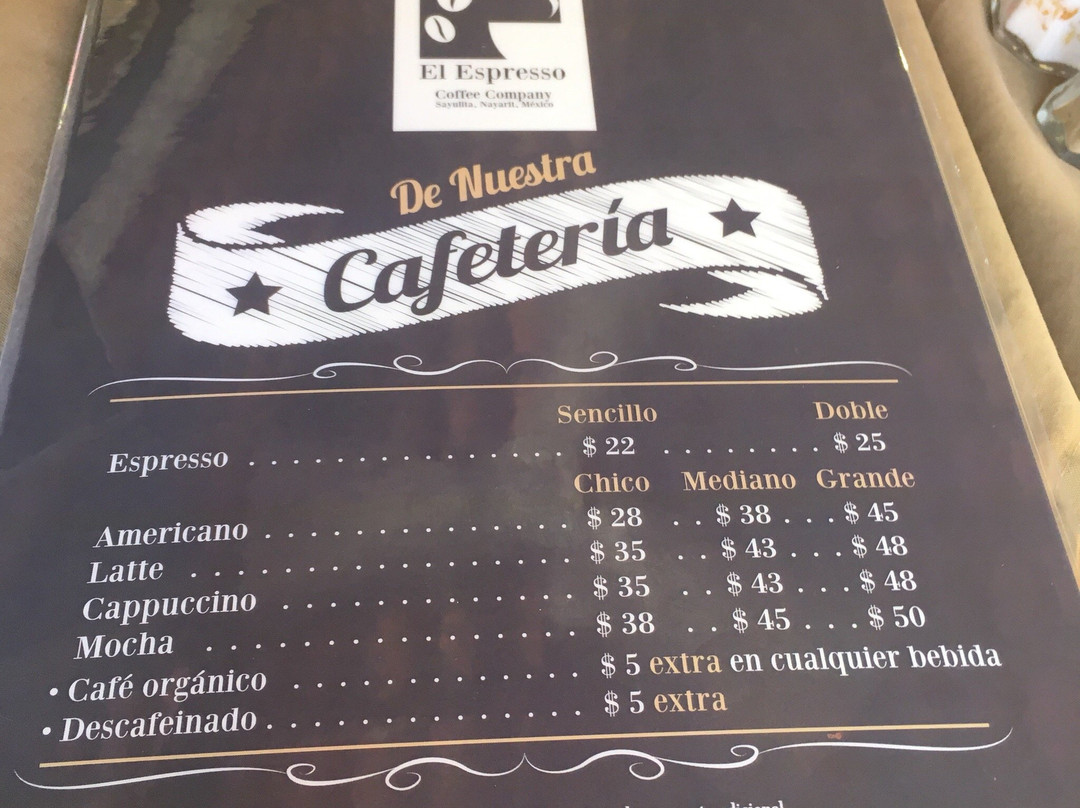 El Espresso
Coffee Company
Sayulita, Nayarit, México
De Nuestra
Cafetería
Sencillo Doble
Espresso . . . . . . . . . . . . . . . . . $ 22 . . . . . . . . $ 25
Chico Mediano Grande
Americano . . . . . . . . . . . . . . . . $ 28 . . $ 38 . . . $ 45
Latte . . . . . . . . . . . . . . . . . . . . $ 35 . . $ 43 . . . $ 48
Cappuccino . . . . . . . . . . . . . . . $ 35 . . $ 43 . . . $ 48
Mocha . . . . . . . . . . . . . . . . . . . $ 38 . . $ 45 . . . $ 50
• Café orgánico . . . . . . . . . . . . . $ 5 extra en cualquier bebida
• Descafeinado . . . . . . . . . . . . . . $ 5 extra